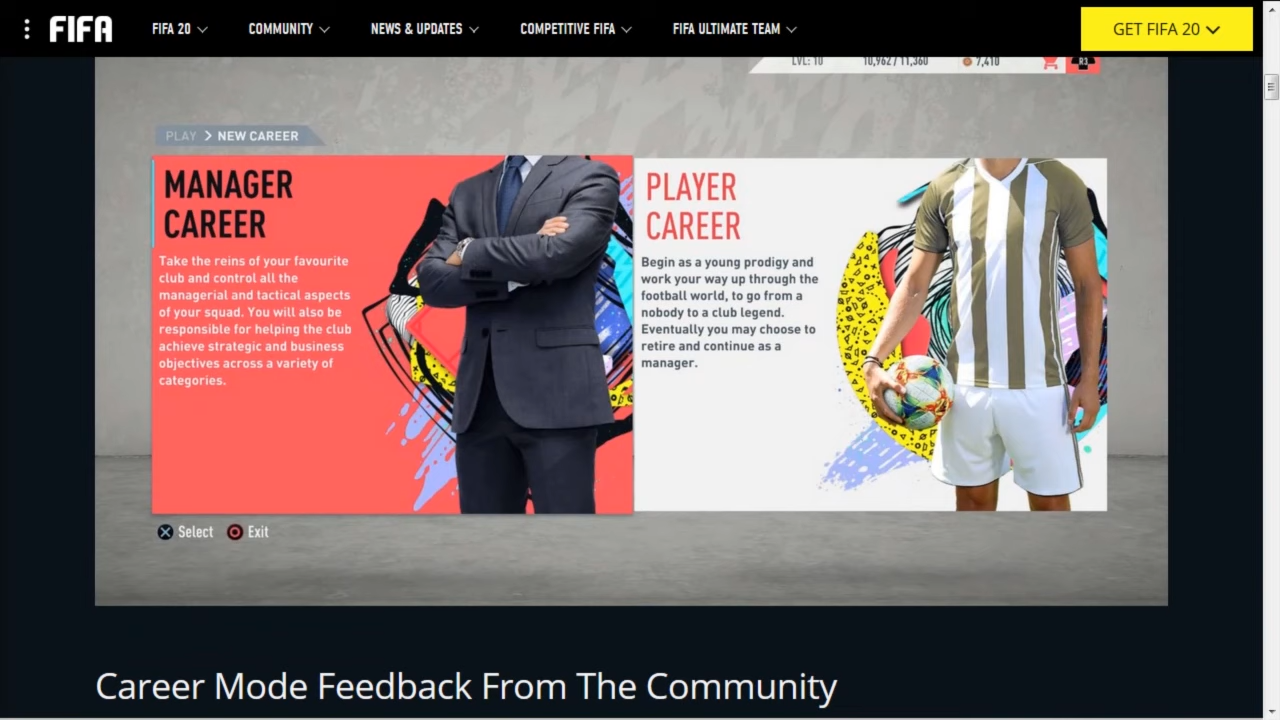 FIFA
FIFA 20
COMMUNITY
NEWS & UPDATES
COMPETITIVE FIFA
FIFA ULTIMATE TEAM
GET FIFA 20
LVL: 10 10,962 / 11,360 7,410 R3
PLAY > NEW CAREER
MANAGER
CAREER
Take the reins of your favourite
club and control all the
managerial and tactical aspects
of your squad. You will also be
responsible for helping the club
achieve strategic and business
objectives across a variety of
categories.
PLAYER
CAREER
Begin as a young prodigy and
work your way up through the
football world, to go from a
nobody to a club legend.
Eventually you may choose to
retire and continue as a
manager.
Select Exit
Career Mode Feedback From The Community